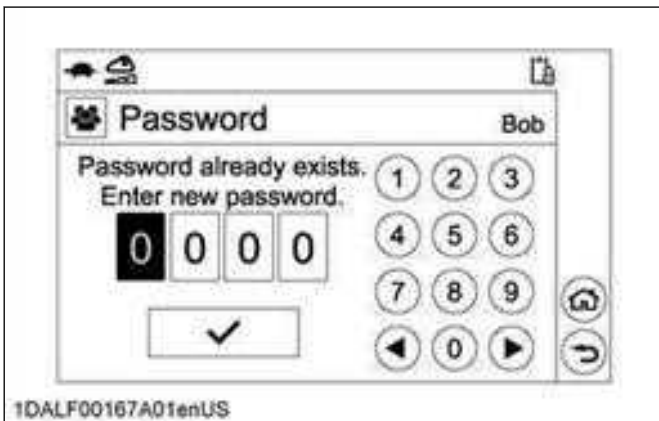 Password
Bob
Password already exists.
Enter new password.
0 0 0 0
1 2 3
4 5 6
7 8 9
0
1DALF00167A01enUS